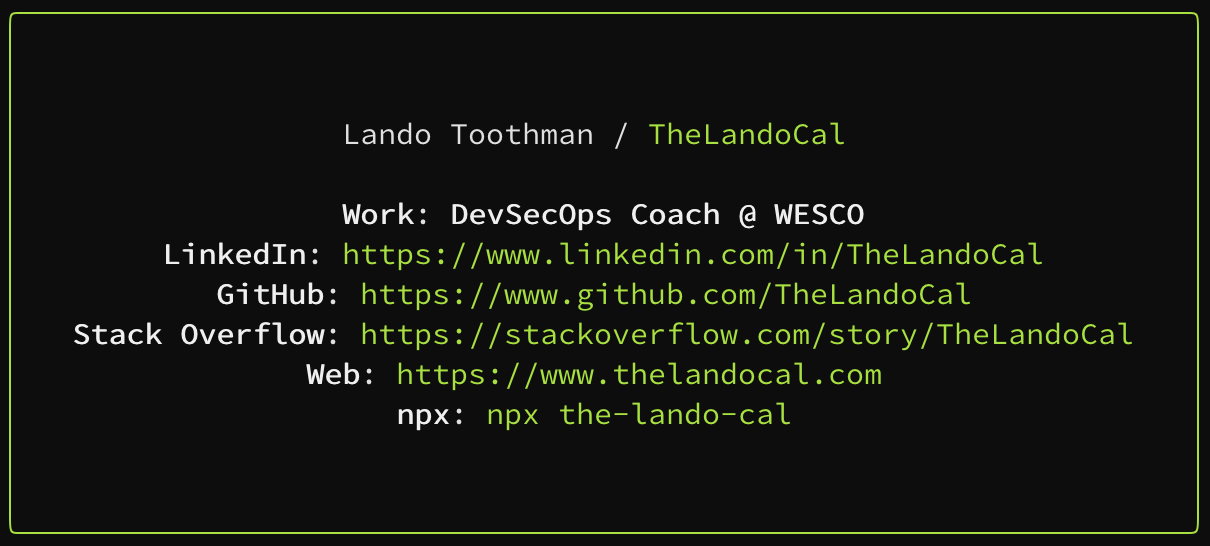 Lando Toothman / TheLandoCal
Work: DevSecOps Coach @ WESCO
LinkedIn: https://www.linkedin.com/in/TheLandoCal
GitHub: https://www.github.com/TheLandoCal
Stack Overflow: https://stackoverflow.com/story/TheLandoCal
Web: https://www.thelandocal.com
npx: npx the-lando-cal